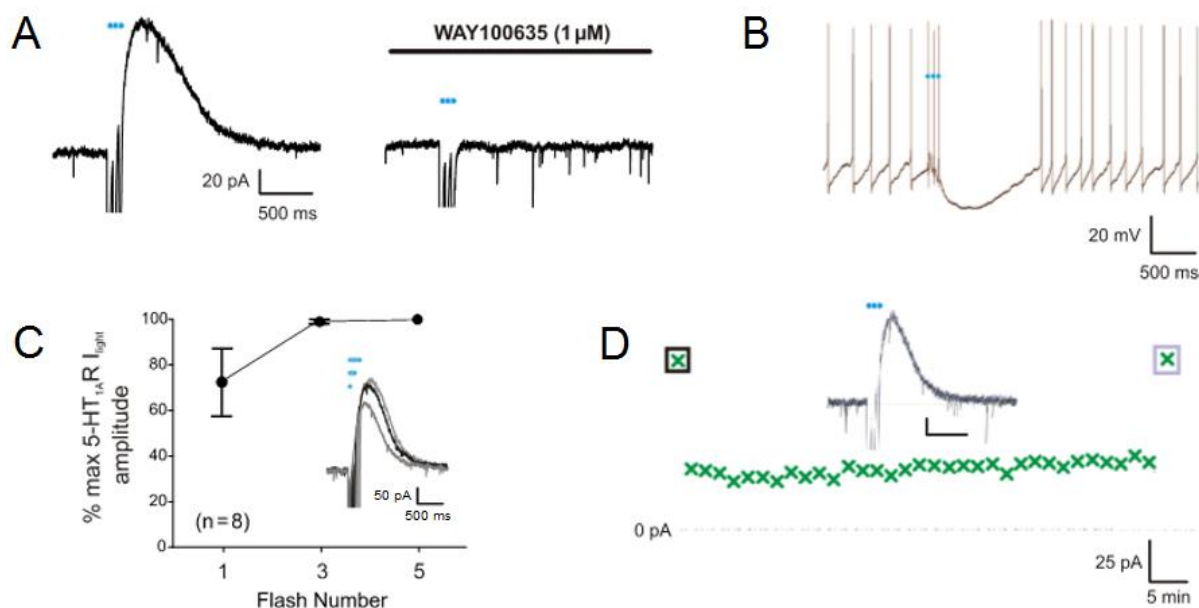 A
WAY100635 (1 µM)
20 pA
500 ms
B
20 mV
500 ms
C
% max 5-HT1AR Ilight
amplitude
100
80
60
40
20
0
(n=8)
50 pA
500 ms
1
3
5
Flash Number
D
0 pA
25 pA
5 min